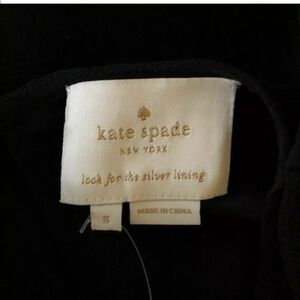 kate spade
NEW YORK
look for the silver lining
S
MADE IN CHINA